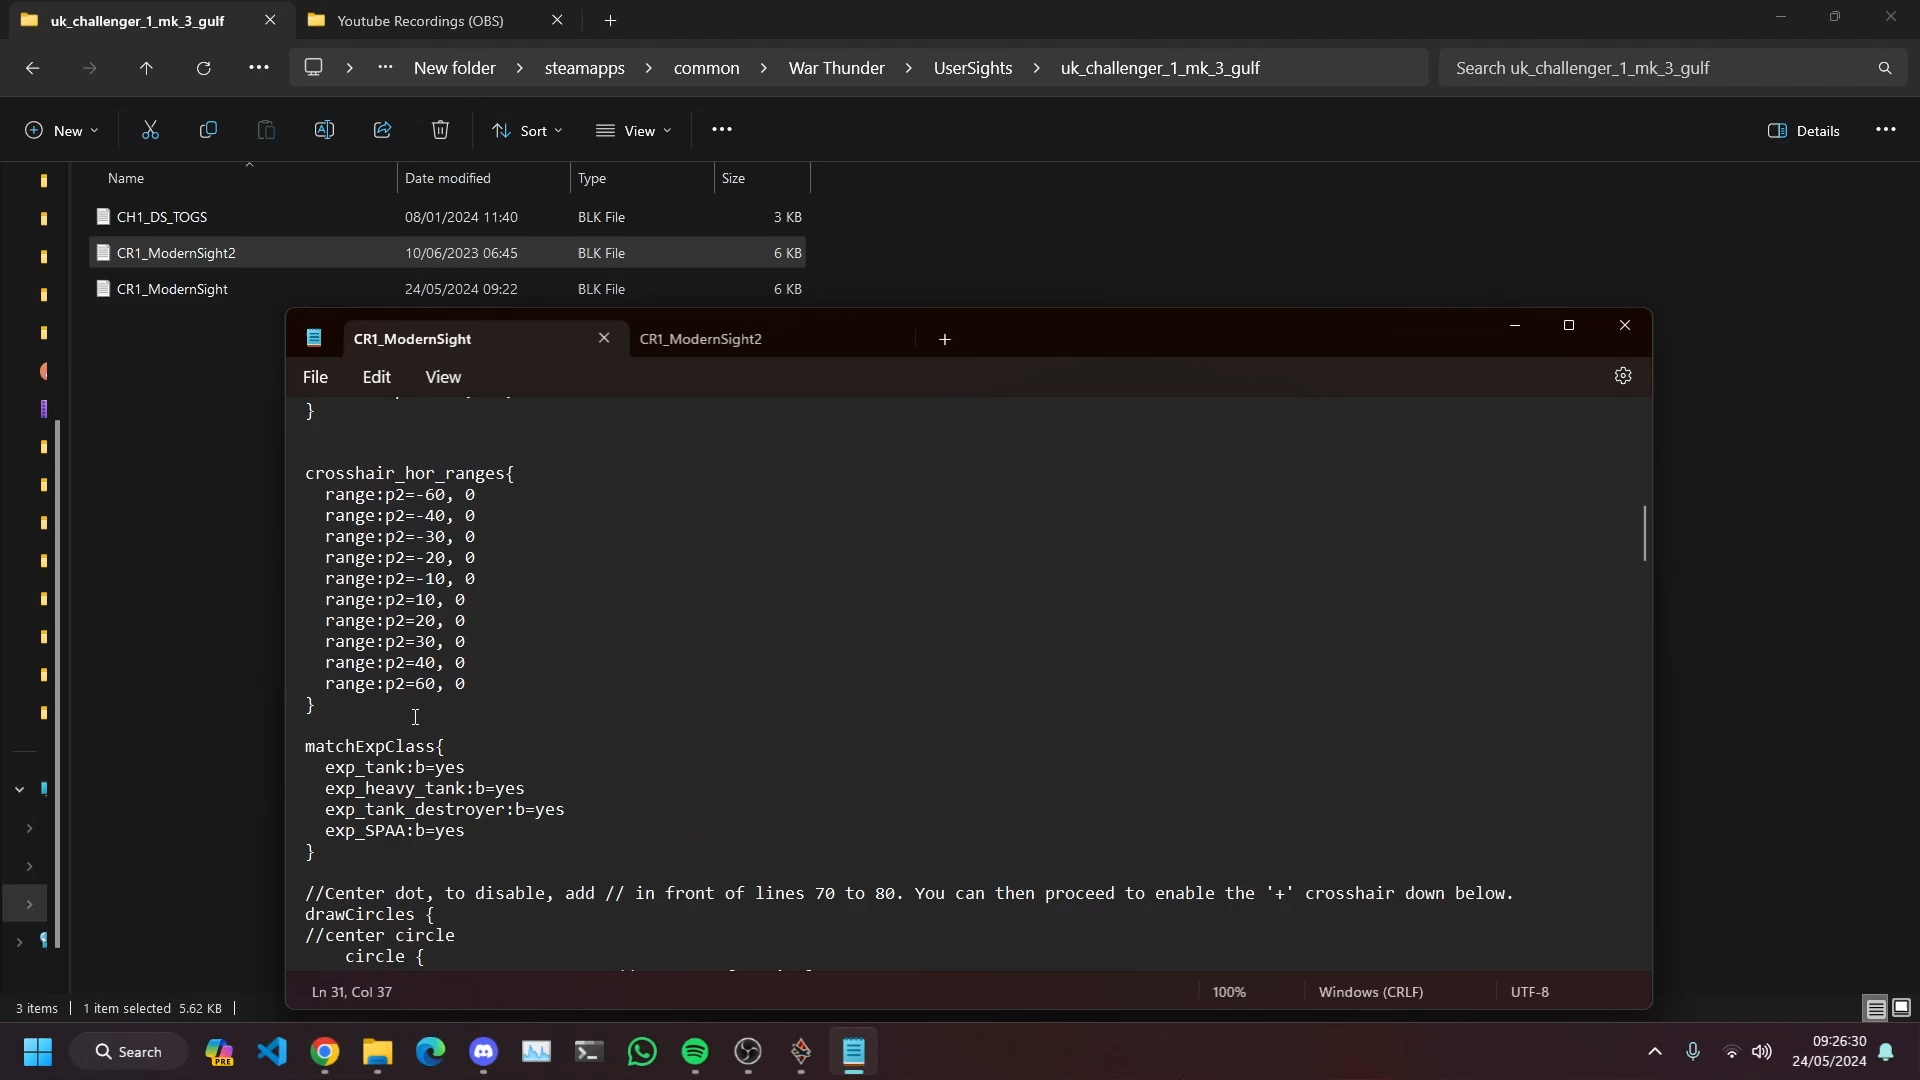 uk_challenger_1_mk_3_gulf
Youtube Recordings (OBS)
New folder > steamapps > common > War Thunder > UserSights > uk_challenger_1_mk_3_gulf
Search uk_challenger_1_mk_3_gulf
New
Sort
View
Details
Name Date modified Type Size
CH1_DS_TOGS 08/01/2024 11:40 BLK File 3 KB
CR1_ModernSight2 10/06/2023 06:45 BLK File 6 KB
CR1_ModernSight 24/05/2024 09:22 BLK File 6 KB
CR1_ModernSight
CR1_ModernSight2
File Edit View
}
crosshair_hor_ranges{
range:p2=-60, 0
range:p2=-40, 0
range:p2=-30, 0
range:p2=-20, 0
range:p2=-10, 0
range:p2=10, 0
range:p2=20, 0
range:p2=30, 0
range:p2=40, 0
range:p2=60, 0
}
matchExpClass{
exp_tank:b=yes
exp_heavy_tank:b=yes
exp_tank_destroyer:b=yes
exp_SPAA:b=yes
}
//Center dot, to disable, add // in front of lines 70 to 80. You can then proceed to enable the '+' crosshair down below.
drawCircles {
//center circle
circle {
Ln 31, Col 37
100%
Windows (CRLF)
UTF-8
3 items
1 item selected 5.62 KB
Search
PRE
09:26:30
24/05/2024